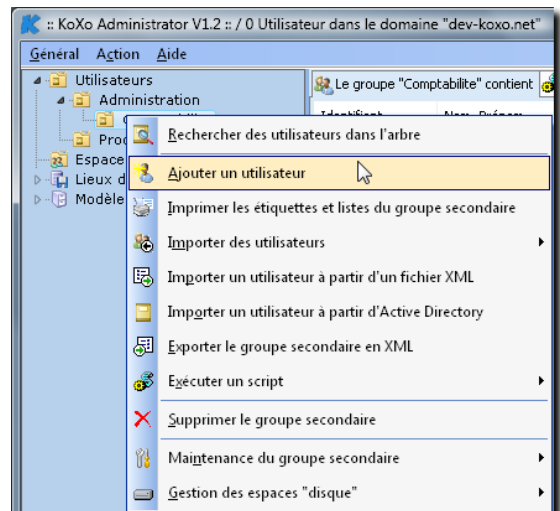 :: KoXo Administrator V1.2 :: / 0 Utilisateur dans le domaine "dev-koxo.net"
Général Action Aide
Utilisateurs
Le groupe "Comptabilite" contient
Administration
Rechercher des utilisateurs dans l'arbre
Espace
Ajouter un utilisateur
Lieux d
Modèle
Imprimer les étiquettes et listes du groupe secondaire
Importer des utilisateurs
Importer un utilisateur à partir d'un fichier XML
Importer un utilisateur à partir d'Active Directory
Exporter le groupe secondaire en XML
Exécuter un script
Supprimer le groupe secondaire
Maintenance du groupe secondaire
Gestion des espaces "disque"